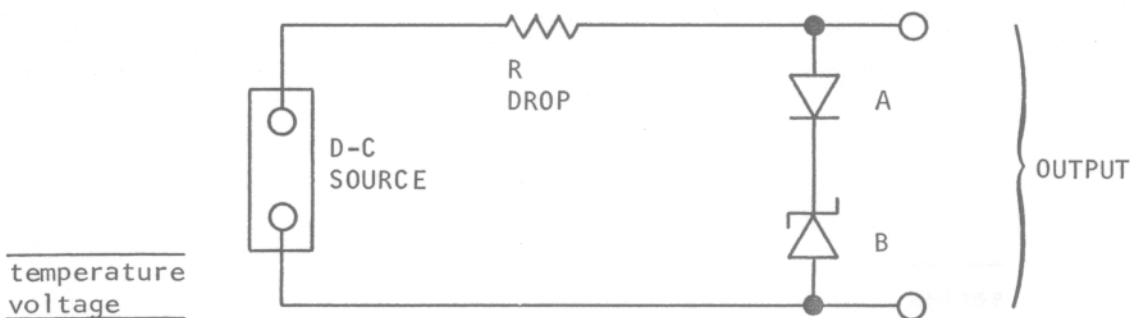 R
DROP
A
D-C
SOURCE
OUTPUT
B
temperature
voltage